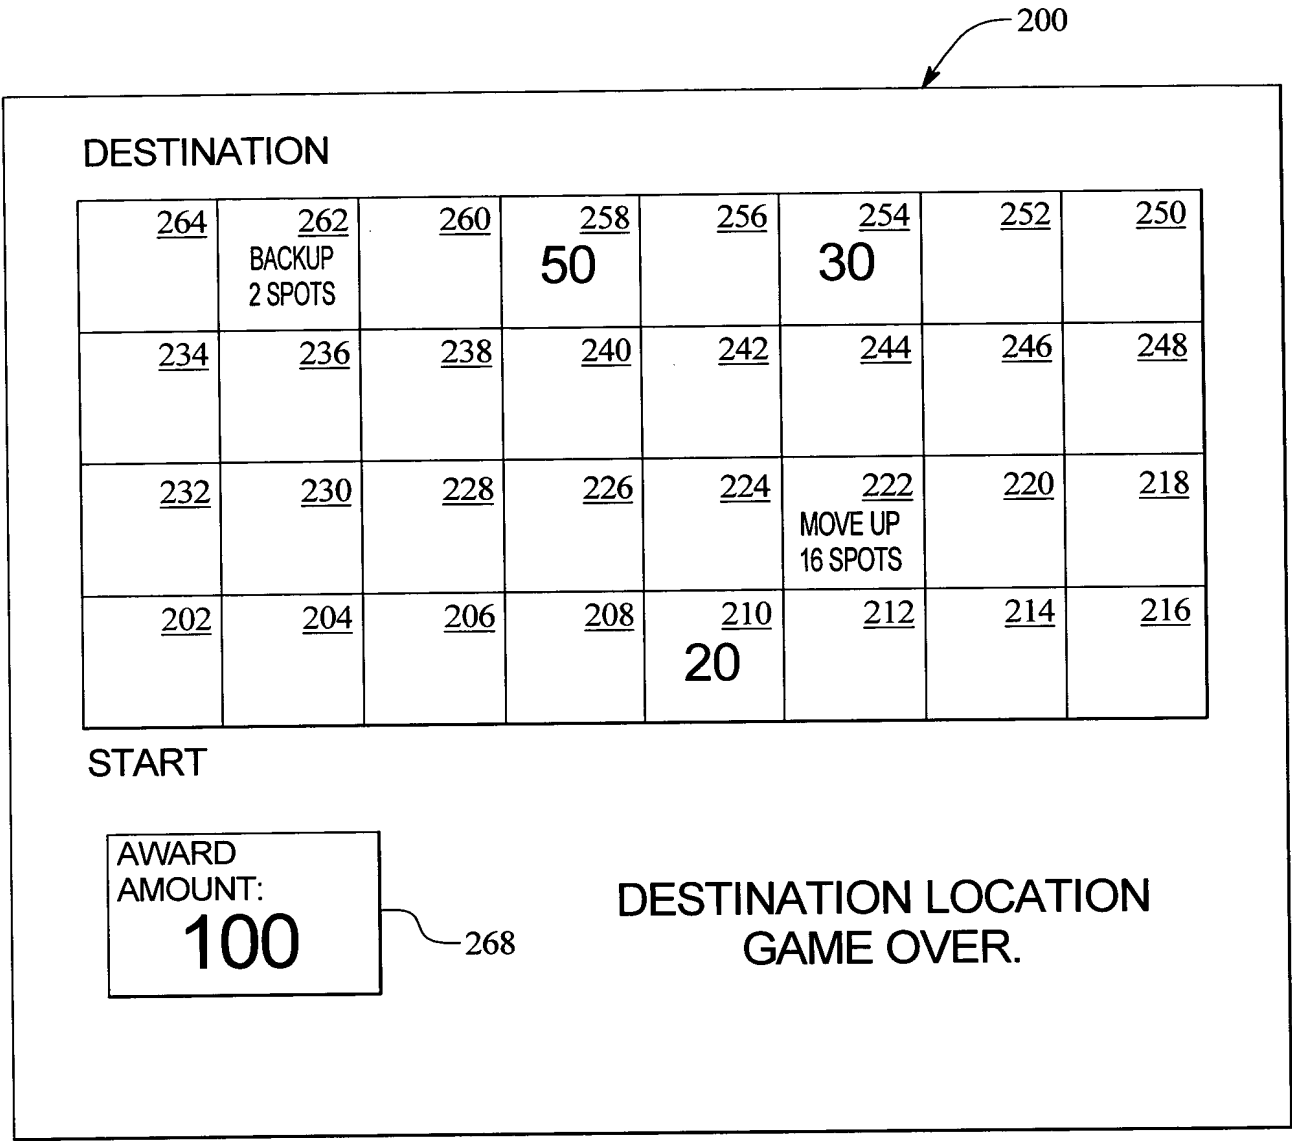 200
DESTINATION
264 262 260 258 256 254 252 250
BACKUP
2 SPOTS
50
30
234 236 238 240 242 244 246 248
232 230 228 226 224 222 220 218
MOVE UP
16 SPOTS
202 204 206 208 210 212 214 216
20
START
AWARD
AMOUNT:
100
268
DESTINATION LOCATION
GAME OVER.